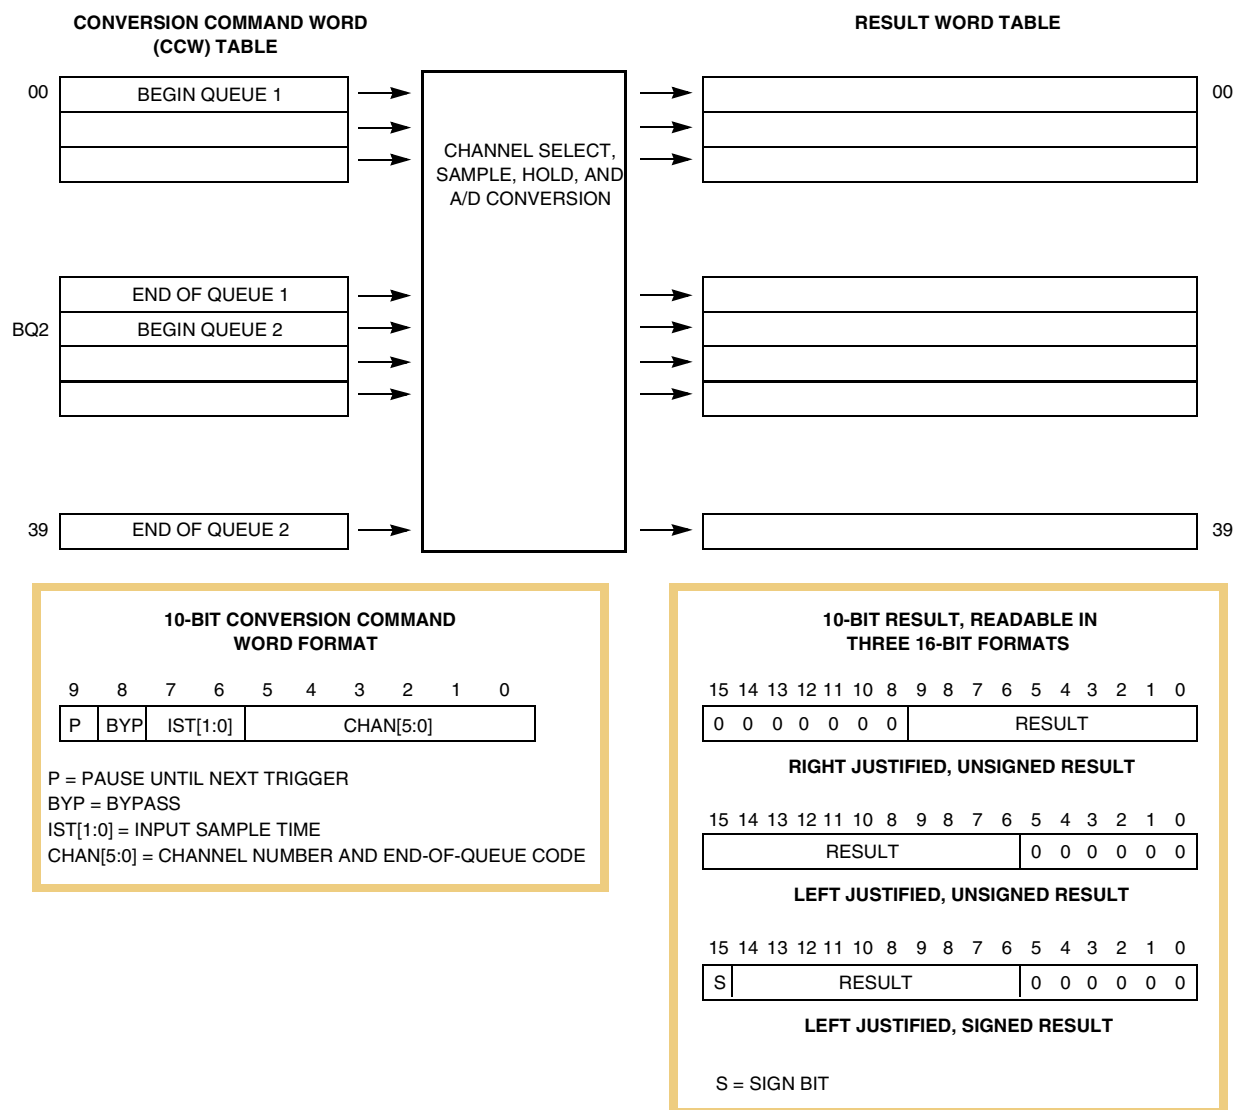 CONVERSION COMMAND WORD
(CCW) TABLE
RESULT WORD TABLE
00
BEGIN QUEUE 1
00
CHANNEL SELECT,
SAMPLE, HOLD, AND
A/D CONVERSION
END OF QUEUE 1
BQ2
BEGIN QUEUE 2
39
END OF QUEUE 2
39
10-BIT CONVERSION COMMAND
WORD FORMAT
9 8 7 6 5 4 3 2 1 0
P BYP IST[1:0] CHAN[5:0]
P = PAUSE UNTIL NEXT TRIGGER
BYP = BYPASS
IST[1:0] = INPUT SAMPLE TIME
CHAN[5:0] = CHANNEL NUMBER AND END-OF-QUEUE CODE
10-BIT RESULT, READABLE IN
THREE 16-BIT FORMATS
15 14 13 12 11 10 8 9 8 7 6 5 4 3 2 1 0
0 0 0 0 0 0 0 RESULT
RIGHT JUSTIFIED, UNSIGNED RESULT
15 14 13 12 11 10 8 9 8 7 6 5 4 3 2 1 0
RESULT 0 0 0 0 0 0
LEFT JUSTIFIED, UNSIGNED RESULT
15 14 13 12 11 10 8 9 8 7 6 5 4 3 2 1 0
S RESULT 0 0 0 0 0 0
LEFT JUSTIFIED, SIGNED RESULT
S = SIGN BIT